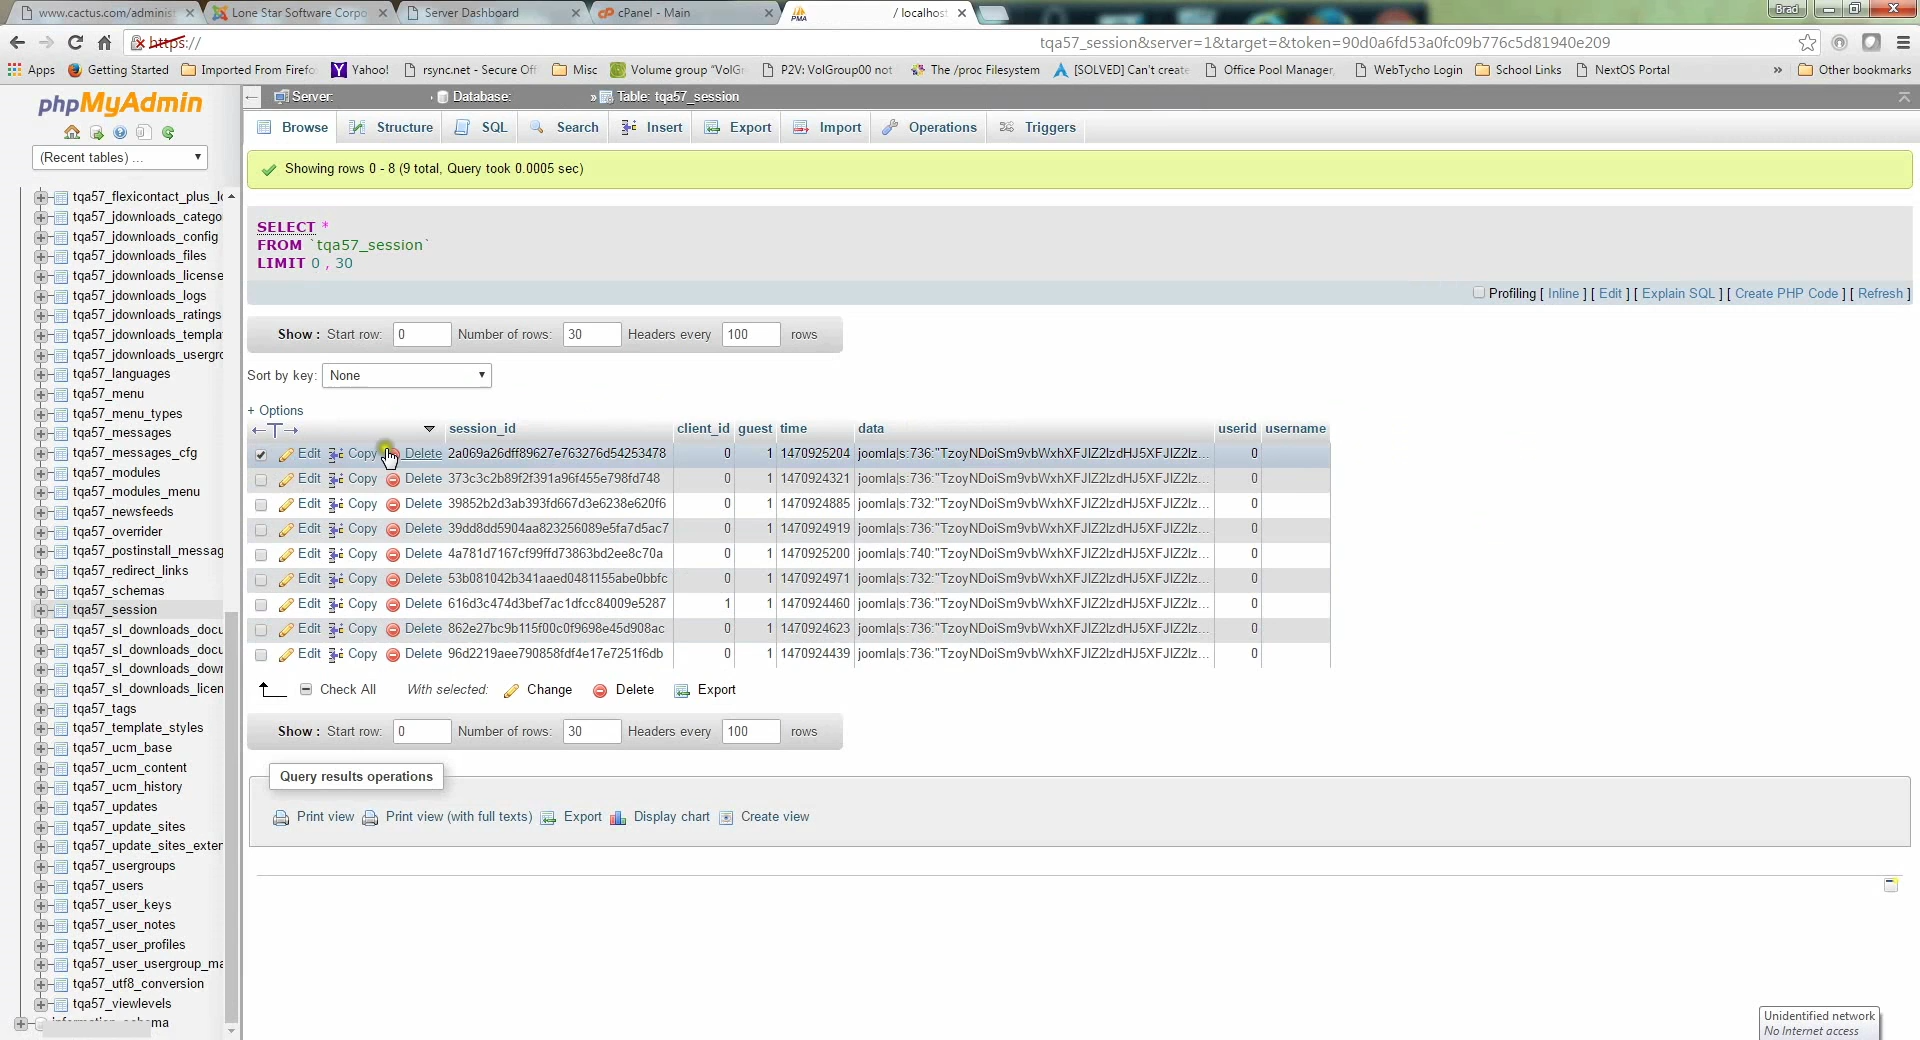 www.cactus.com/adminis
Lone Star Software Corpo
Server Dashboard
cPanel - Main
/ localhost
Brad
https://
tqa57_session&server=1&target=&token=90d0a6fd53a0fc09b776c5d81940e209
Apps
Getting Started
Imported From Firefo
Yahoo!
rsync.net - Secure Off
Misc
Volume group "VolGr
P2V: VolGroup00 not
The /proc Filesystem
[SOLVED] Can't create
Office Pool Manager,
WebTycho Login
School Links
NextOS Portal
»
Other bookmarks
phpMyAdmin
(Recent tables) ...
tqa57_flexicontact_plus_lo
tqa57_jdownloads_catego
tqa57_jdownloads_config
tqa57_jdownloads_files
tqa57_jdownloads_license
tqa57_jdownloads_logs
tqa57_jdownloads_ratings
tqa57_jdownloads_templa
tqa57_jdownloads_usergro
tqa57_languages
tqa57_menu
tqa57_menu_types
tqa57_messages
tqa57_messages_cfg
tqa57_modules
tqa57_modules_menu
tqa57_newsfeeds
tqa57_overrider
tqa57_postinstall_messag
tqa57_redirect_links
tqa57_schemas
tqa57_session
tqa57_sl_downloads_docu
tqa57_sl_downloads_docu
tqa57_sl_downloads_down
tqa57_sl_downloads_licen
tqa57_tags
tqa57_template_styles
tqa57_ucm_base
tqa57_ucm_content
tqa57_ucm_history
tqa57_updates
tqa57_update_sites
tqa57_update_sites_exter
tqa57_usergroups
tqa57_users
tqa57_user_keys
tqa57_user_notes
tqa57_user_profiles
tqa57_user_usergroup_ma
tqa57_utf8_conversion
tqa57_viewlevels
Server: › Database: » Table: tqa57_session
Browse Structure SQL Search Insert Export Import Operations Triggers
Showing rows 0 - 8 (9 total, Query took 0.0005 sec)
SELECT *
FROM `tqa57_session`
LIMIT 0 , 30
Profiling [ Inline ] [ Edit ] [ Explain SQL ] [ Create PHP Code ] [ Refresh ]
Show : Start row: 0 Number of rows: 30 Headers every 100 rows
Sort by key: None
+ Options
←T→ session_id client_id guest time data userid username
Edit Copy Delete 2a069a26dff89627e763276d54253478 0 1 1470925204 joomla|s:736:"TzoyNDoiSm9vbWxhXFJlZ2lzdHJ5XFJlZ2lz... 0
Edit Copy Delete 373c3c2b89f2f391a96f455e798fd748 0 1 1470924321 joomla|s:736:"TzoyNDoiSm9vbWxhXFJlZ2lzdHJ5XFJlZ2lz... 0
Edit Copy Delete 39852b2d3ab393fd667d3e6238e620f6 0 1 1470924885 joomla|s:732:"TzoyNDoiSm9vbWxhXFJlZ2lzdHJ5XFJlZ2lz... 0
Edit Copy Delete 39dd8dd5904aa823256089e5fa7d5ac7 0 1 1470924919 joomla|s:736:"TzoyNDoiSm9vbWxhXFJlZ2lzdHJ5XFJlZ2lz... 0
Edit Copy Delete 4a781d7167cf99ffd73863bd2ee8c70a 0 1 1470925200 joomla|s:740:"TzoyNDoiSm9vbWxhXFJlZ2lzdHJ5XFJlZ2lz... 0
Edit Copy Delete 53b081042b341aaed0481155abe0bbfc 0 1 1470924971 joomla|s:732:"TzoyNDoiSm9vbWxhXFJlZ2lzdHJ5XFJlZ2lz... 0
Edit Copy Delete 616d3c474d3bef7ac1dfcc84009e5287 1 1 1470924460 joomla|s:736:"TzoyNDoiSm9vbWxhXFJlZ2lzdHJ5XFJlZ2lz... 0
Edit Copy Delete 862e27bc9b115f00c0f9698e45d908ac 0 1 1470924623 joomla|s:736:"TzoyNDoiSm9vbWxhXFJlZ2lzdHJ5XFJlZ2lz... 0
Edit Copy Delete 96d2219aee790858fdf4e17e7251f6db 0 1 1470924439 joomla|s:736:"TzoyNDoiSm9vbWxhXFJlZ2lzdHJ5XFJlZ2lz... 0
Check All With selected: Change Delete Export
Show : Start row: 0 Number of rows: 30 Headers every 100 rows
Query results operations
Print view Print view (with full texts) Export Display chart Create view
Unidentified network
No Internet access